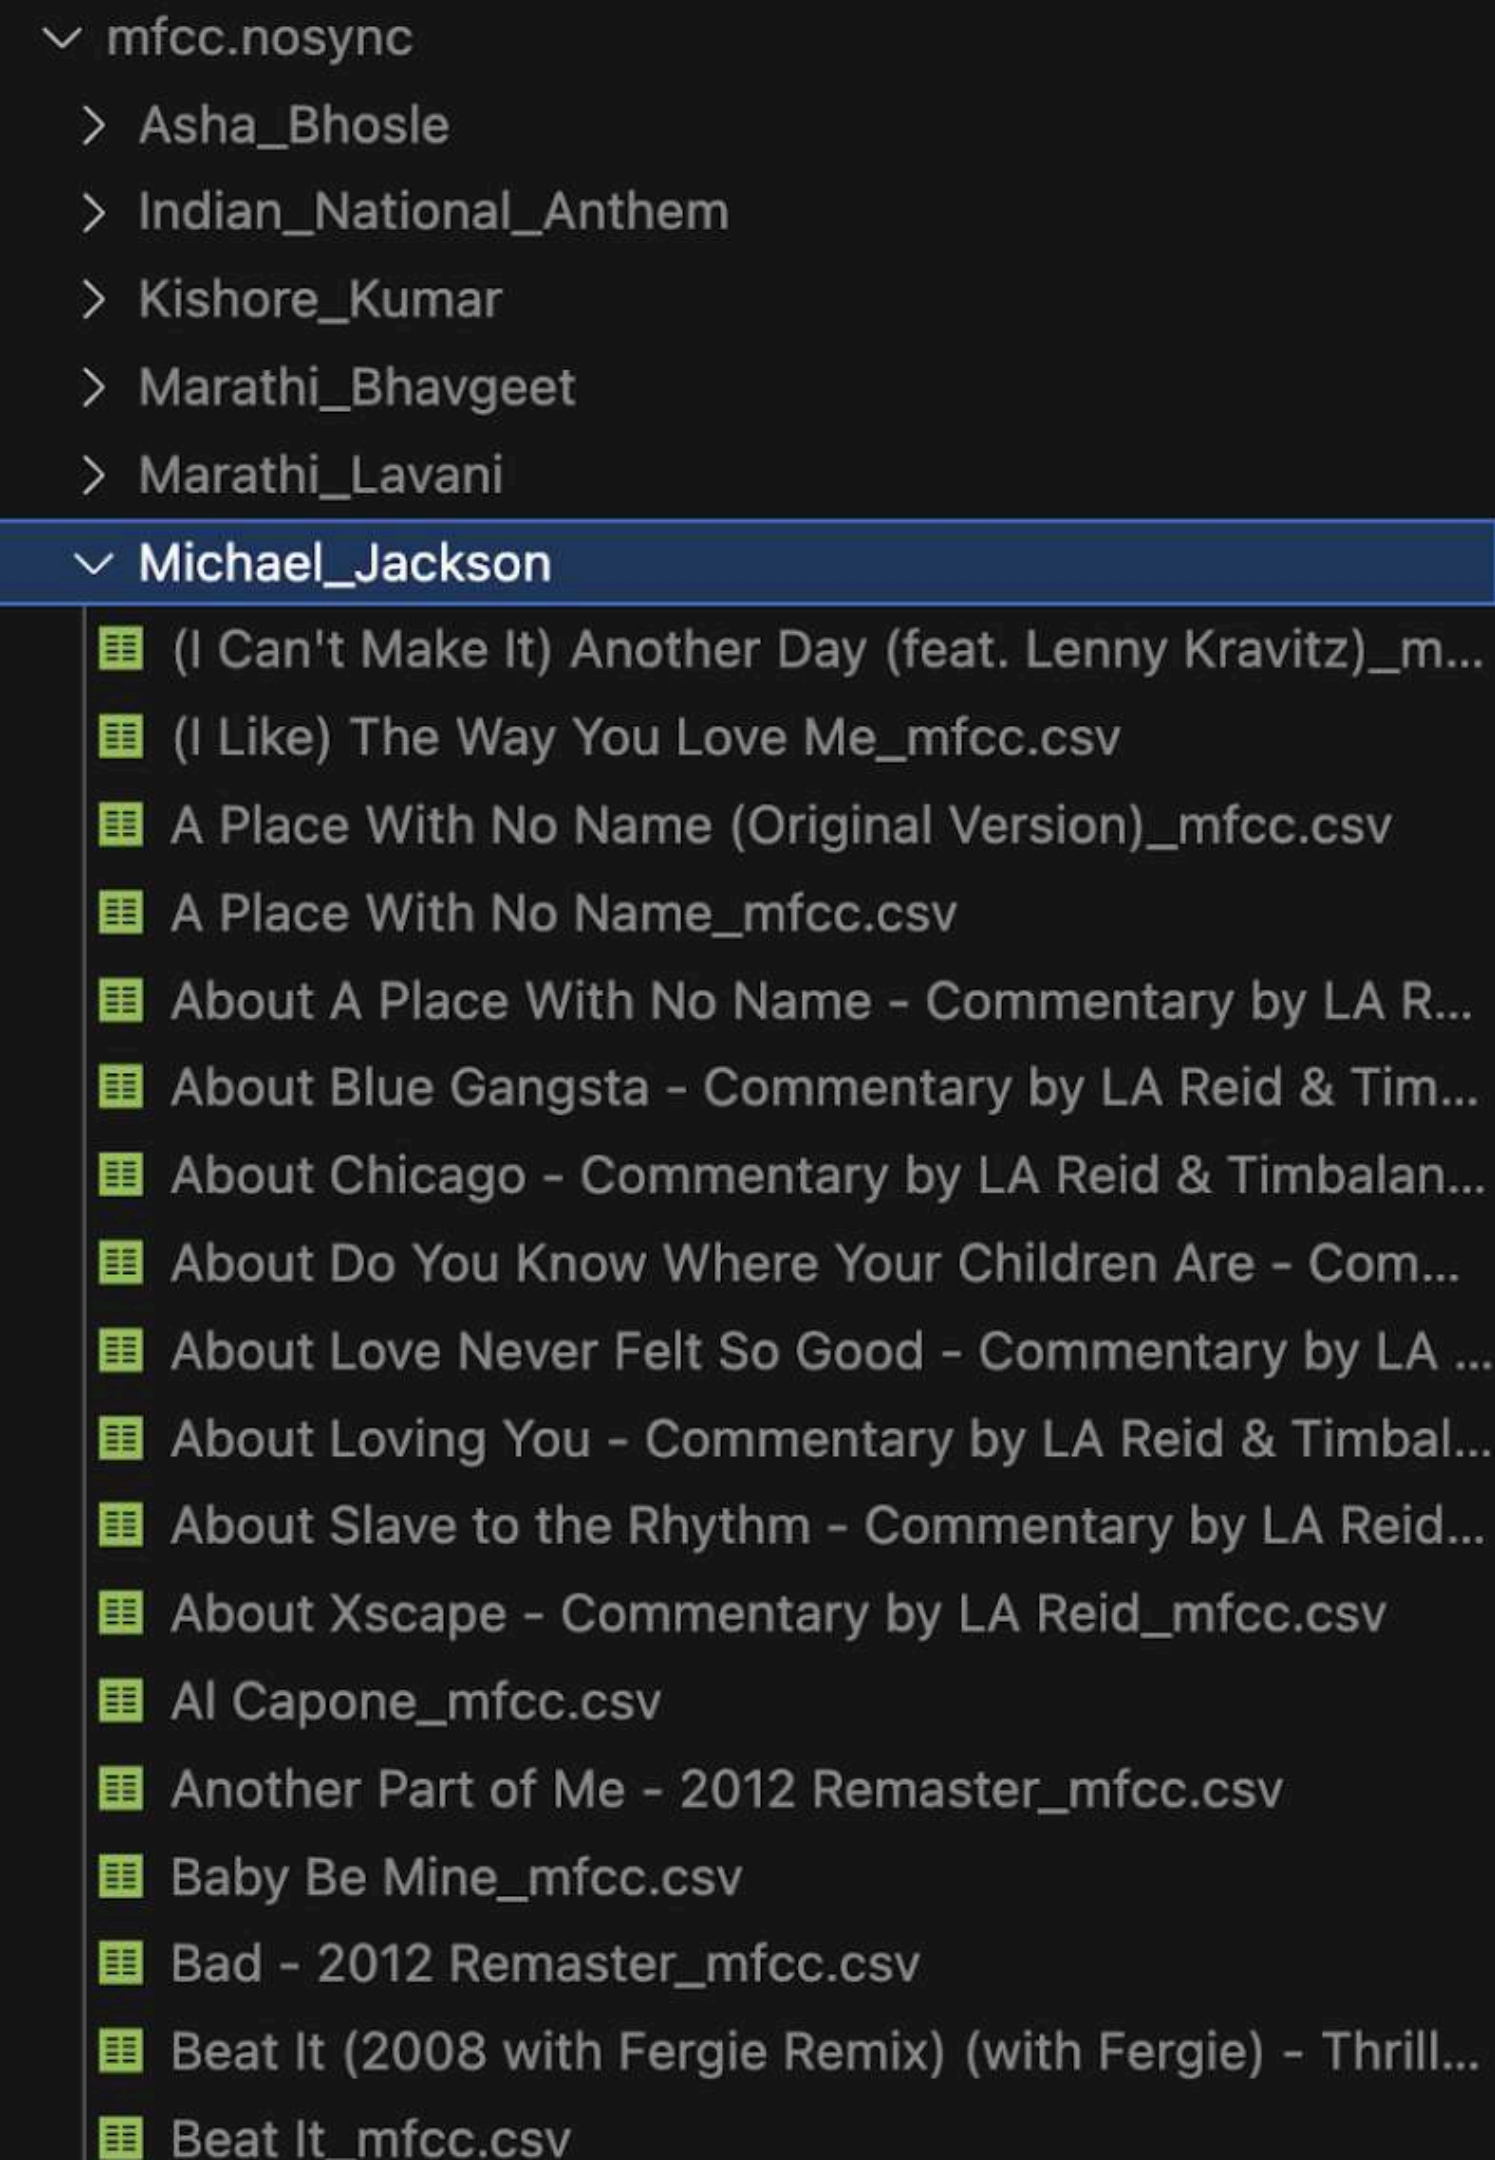 mfcc.nosync
Asha_Bhosle
Indian_National_Anthem
Kishore_Kumar
Marathi_Bhavgeet
Marathi_Lavani
Michael_Jackson
(I Can't Make It) Another Day (feat. Lenny Kravitz)_m...
(I Like) The Way You Love Me_mfcc.csv
A Place With No Name (Original Version)_mfcc.csv
A Place With No Name_mfcc.csv
About A Place With No Name - Commentary by LA R...
About Blue Gangsta - Commentary by LA Reid & Tim...
About Chicago - Commentary by LA Reid & Timbalan...
About Do You Know Where Your Children Are - Com...
About Love Never Felt So Good - Commentary by LA ...
About Loving You - Commentary by LA Reid & Timbal...
About Slave to the Rhythm - Commentary by LA Reid...
About Xscape - Commentary by LA Reid_mfcc.csv
Al Capone_mfcc.csv
Another Part of Me - 2012 Remaster_mfcc.csv
Baby Be Mine_mfcc.csv
Bad - 2012 Remaster_mfcc.csv
Beat It (2008 with Fergie Remix) (with Fergie) - Thrill...
Beat It_mfcc.csv